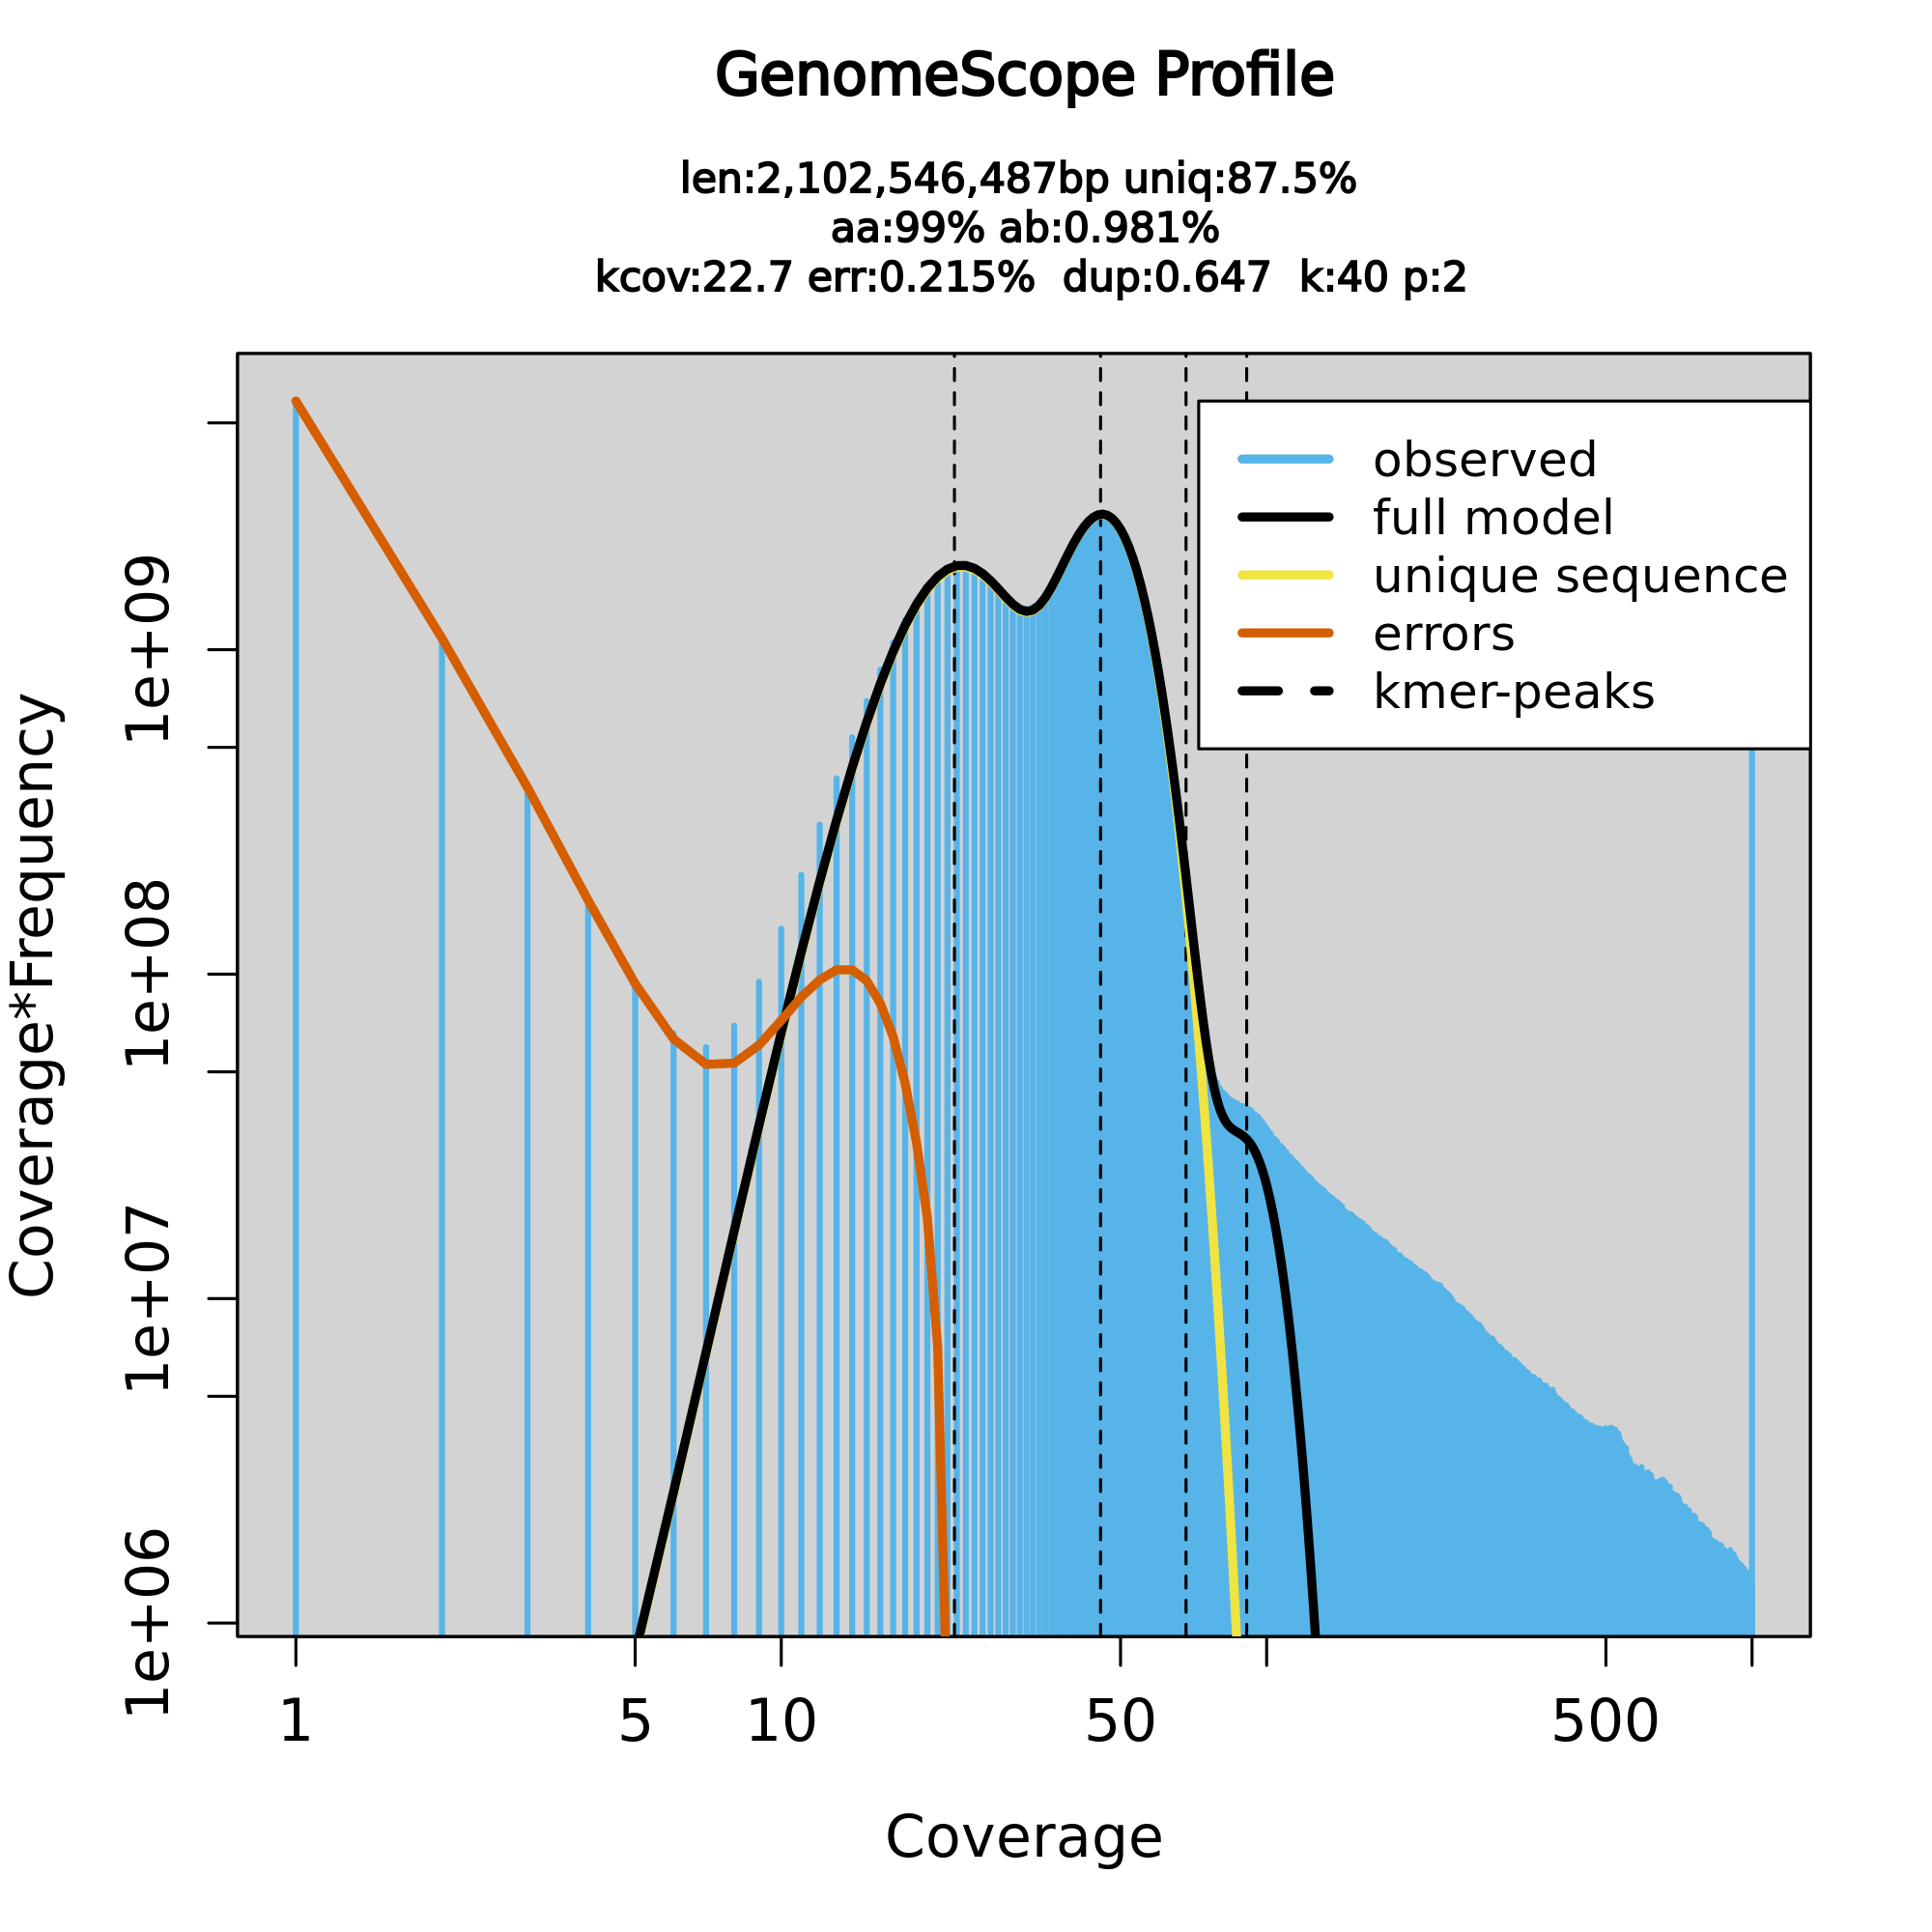 GenomeScope Profile
len:2,102,546,487bp uniq:87.5%
aa:99% ab:0.981%
kcov:22.7 err:0.215% dup:0.647 k:40 p:2
observed
full model
unique sequence
errors
kmer-peaks
Coverage*Frequency
1e+09
1e+08
1e+07
1e+06
1
5
10
50
500
Coverage